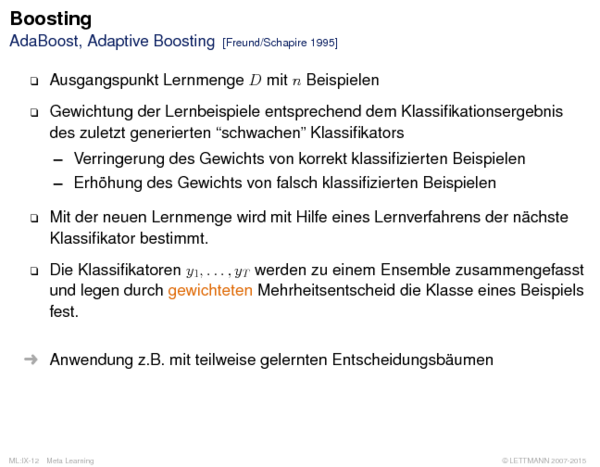 Boosting
AdaBoost, Adaptive Boosting [Freund/Schapire 1995]
❑ Ausgangspunkt Lernmenge D mit n Beispielen
❑ Gewichtung der Lernbeispiele entsprechend dem Klassifikationsergebnis
des zuletzt generierten “schwachen” Klassifikators
– Verringerung des Gewichts von korrekt klassifizierten Beispielen
– Erhöhung des Gewichts von falsch klassifizierten Beispielen
❑ Mit der neuen Lernmenge wird mit Hilfe eines Lernverfahrens der nächste
Klassifikator bestimmt.
❑ Die Klassifikatoren y₁, . . . , y_T werden zu einem Ensemble zusammengefasst
und legen durch gewichteten Mehrheitsentscheid die Klasse eines Beispiels
fest.
➜ Anwendung z.B. mit teilweise gelernten Entscheidungsbäumen
ML:IX-12 Meta Learning © LETTMANN 2007-2015